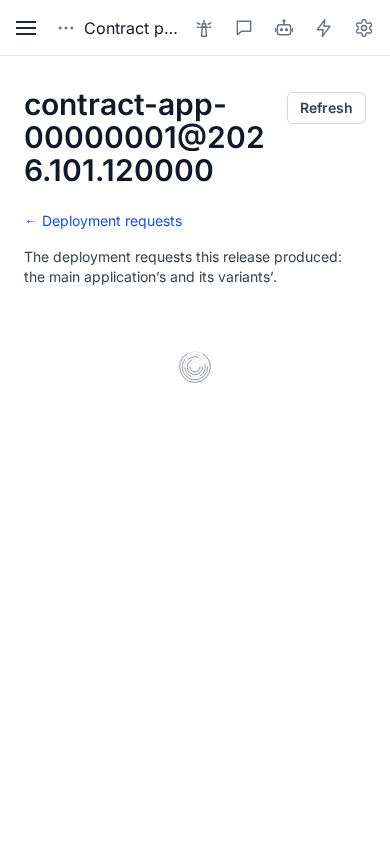 Contract p...
contract-app-
00000001@202
6.101.120000
Refresh
← Deployment requests
The deployment requests this release produced:
the main application’s and its variants’.